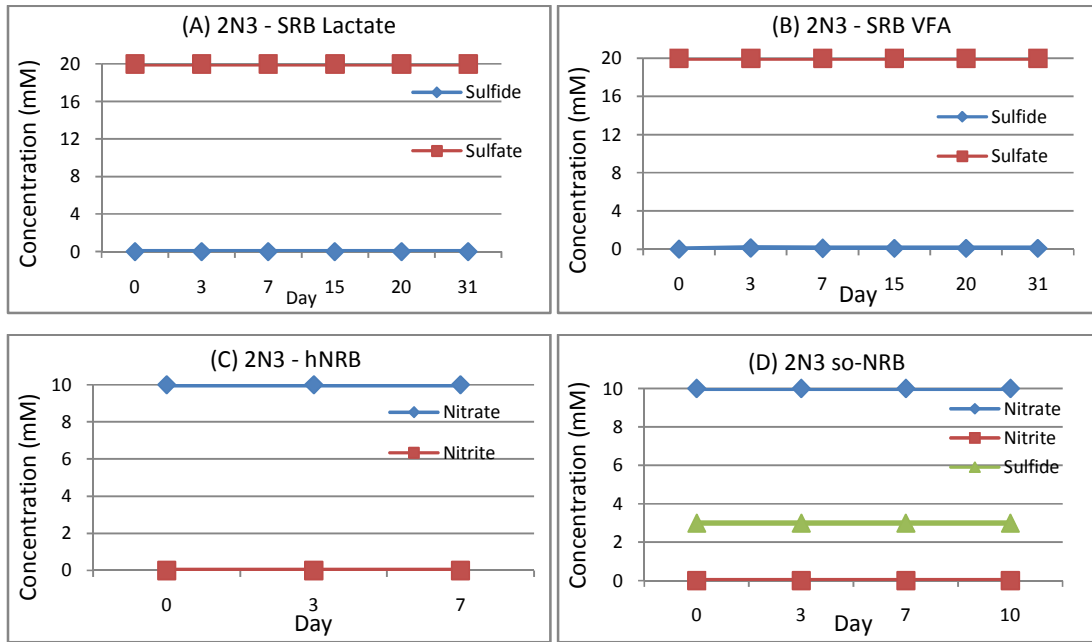 (A) 2N3 - SRB Lactate
Concentration (mM)
20
16
12
8
4
0
Sulfide
Sulfate
0 3 7 15 20 31
Day
(B) 2N3 - SRB VFA
Concentration (mM)
20
16
12
8
4
0
Sulfide
Sulfate
0 3 7 15 20 31
Day
(C) 2N3 - hNRB
Concentration (mM)
10
8
6
4
2
0
Nitrate
Nitrite
0 3 7
Day
(D) 2N3 so-NRB
Concentration (mM)
10
8
6
4
2
0
Nitrate
Nitrite
Sulfide
0 3 7 10
Day